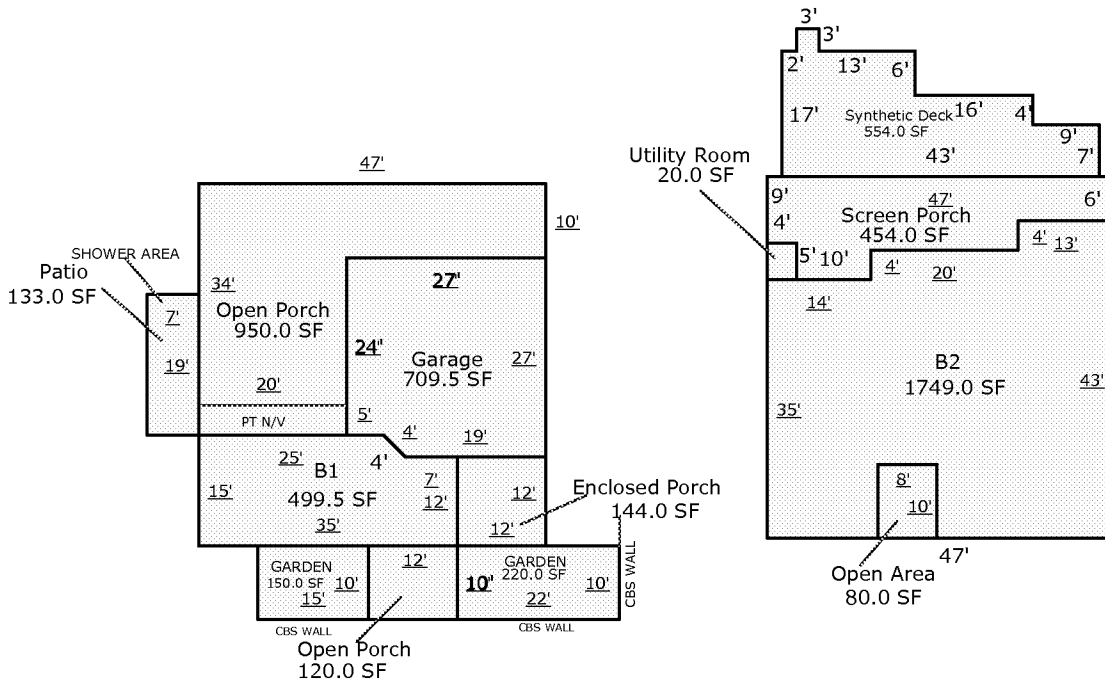 3'
3'
2'
13'
6'
17'
Synthetic Deck
554.0 SF
16'
4'
9'
43'
7'
Utility Room
20.0 SF
9'
47'
6'
4'
Screen Porch
454.0 SF
5'
10'
4'
20'
4'
13'
14'
B2
1749.0 SF
35'
43'
8'
10'
47'
Open Area
80.0 SF
47'
10'
SHOWER AREA
Patio
133.0 SF
7'
19'
34'
Open Porch
950.0 SF
27'
24'
Garage
709.5 SF
27'
20'
PT N/V
5'
4'
19'
25'
B1
4'
499.5 SF
15'
35'
7'
12'
12'
12'
Enclosed Porch
144.0 SF
GARDEN
150.0 SF
10'
15'
12'
10'
GARDEN
220.0 SF
10'
22'
CBS WALL
CBS WALL
CBS WALL
Open Porch
120.0 SF